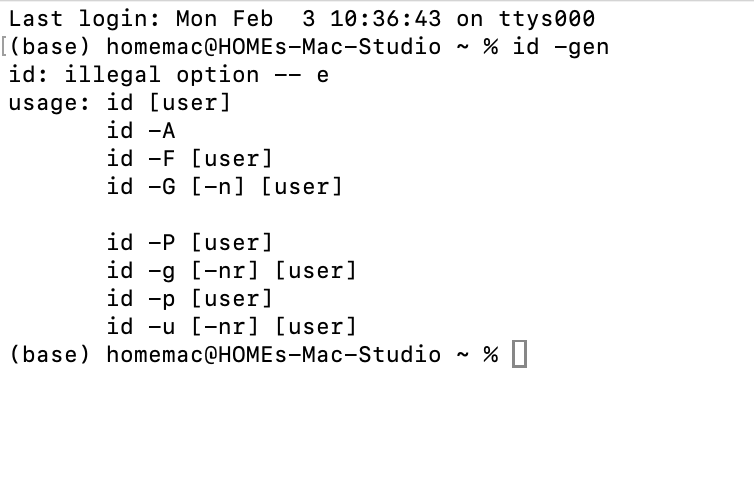 Last login: Mon Feb  3 10:36:43 on ttys000
[(base) homemac@HOMEs-Mac-Studio ~ % id -gen
id: illegal option -- e
usage: id [user]
       id -A
       id -F [user]
       id -G [-n] [user]

       id -P [user]
       id -g [-nr] [user]
       id -p [user]
       id -u [-nr] [user]
(base) homemac@HOMEs-Mac-Studio ~ %